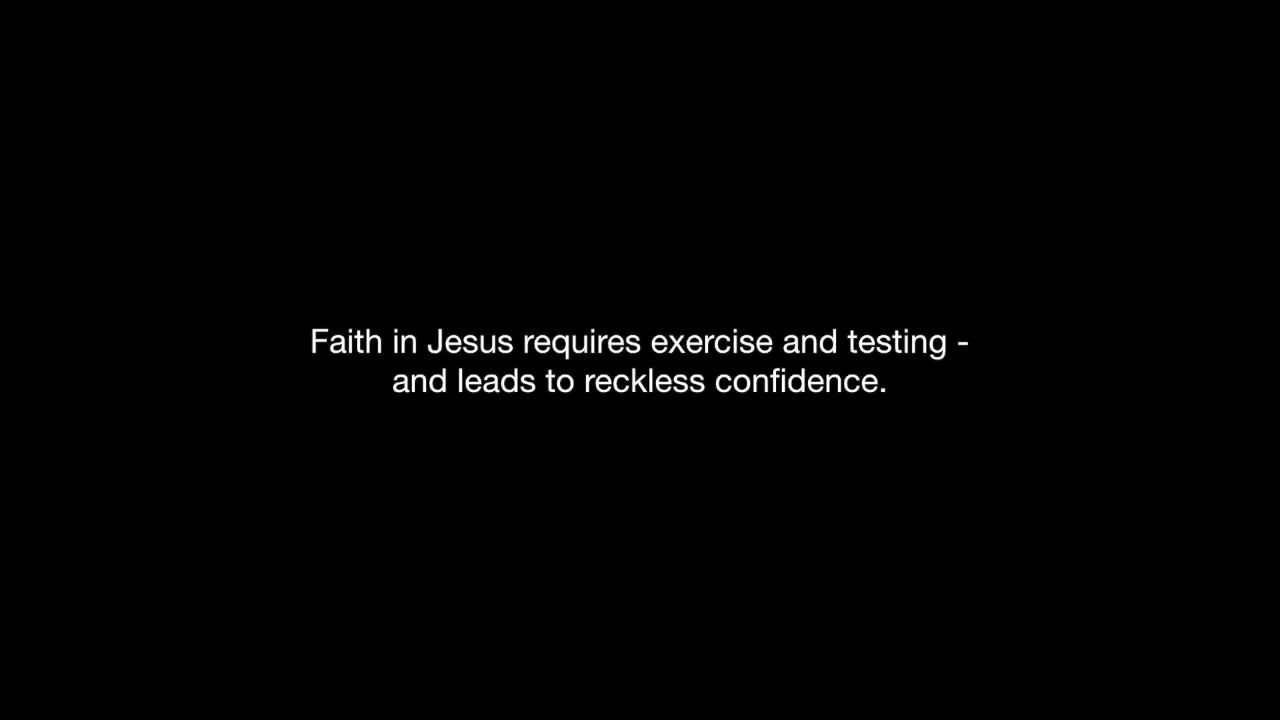 Faith in Jesus requires exercise and testing -
and leads to reckless confidence.